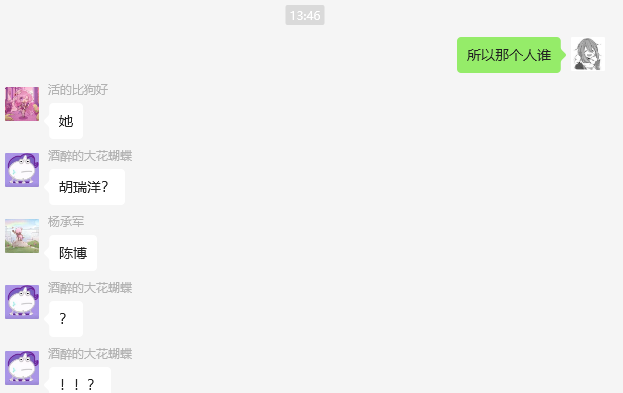 13:46
所以那个人谁
活的比狗好
她
酒醉的大花蝴蝶
胡瑞洋?
杨承军
陈博
酒醉的大花蝴蝶
?
酒醉的大花蝴蝶
！！?